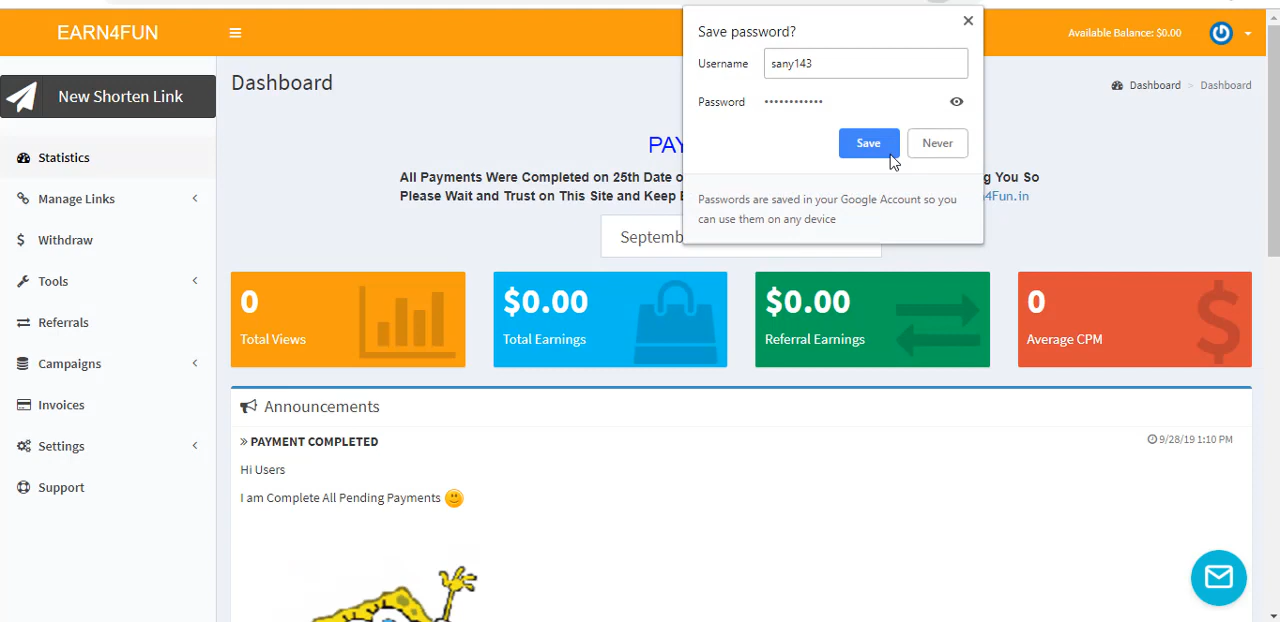 EARN4FUN
Available Balance: $0.00
Save password?
Username
sany143
Password
Save
Never
Passwords are saved in your Google Account so you
can use them on any device
New Shorten Link
Dashboard
Dashboard > Dashboard
All Payments Were Completed on 25th Date
You So
Please Wait and Trust on This Site and Keep
Fun.in
Statistics
Manage Links
Withdraw
Tools
Referrals
Campaigns
Invoices
Settings
Support
0
Total Views
$0.00
Total Earnings
$0.00
Referral Earnings
0
Average CPM
Announcements
» PAYMENT COMPLETED
9/28/19 1:10 PM
Hi Users
I am Complete All Pending Payments